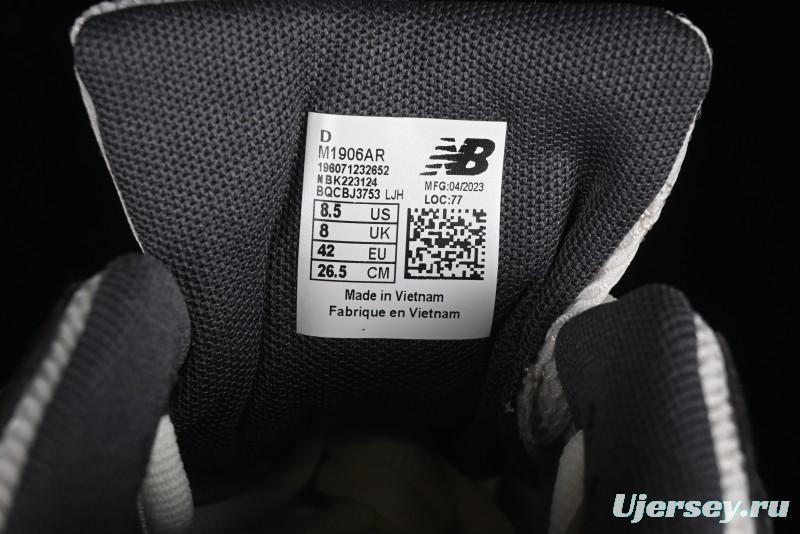 D
M1906AR
196071232652
NBK223124
BQCBJ3753 LJH
NB
MFG:04/2023
LOC:77
8.5 US
8 UK
42 EU
26.5 CM
Made in Vietnam
Fabrique en Vietnam
Ujersey.ru